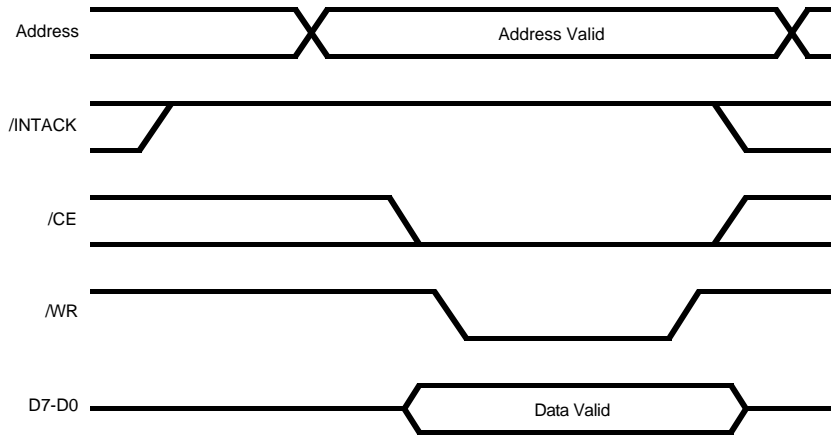 Address
Address Valid
/INTACK
/CE
/WR
D7-D0
Data Valid